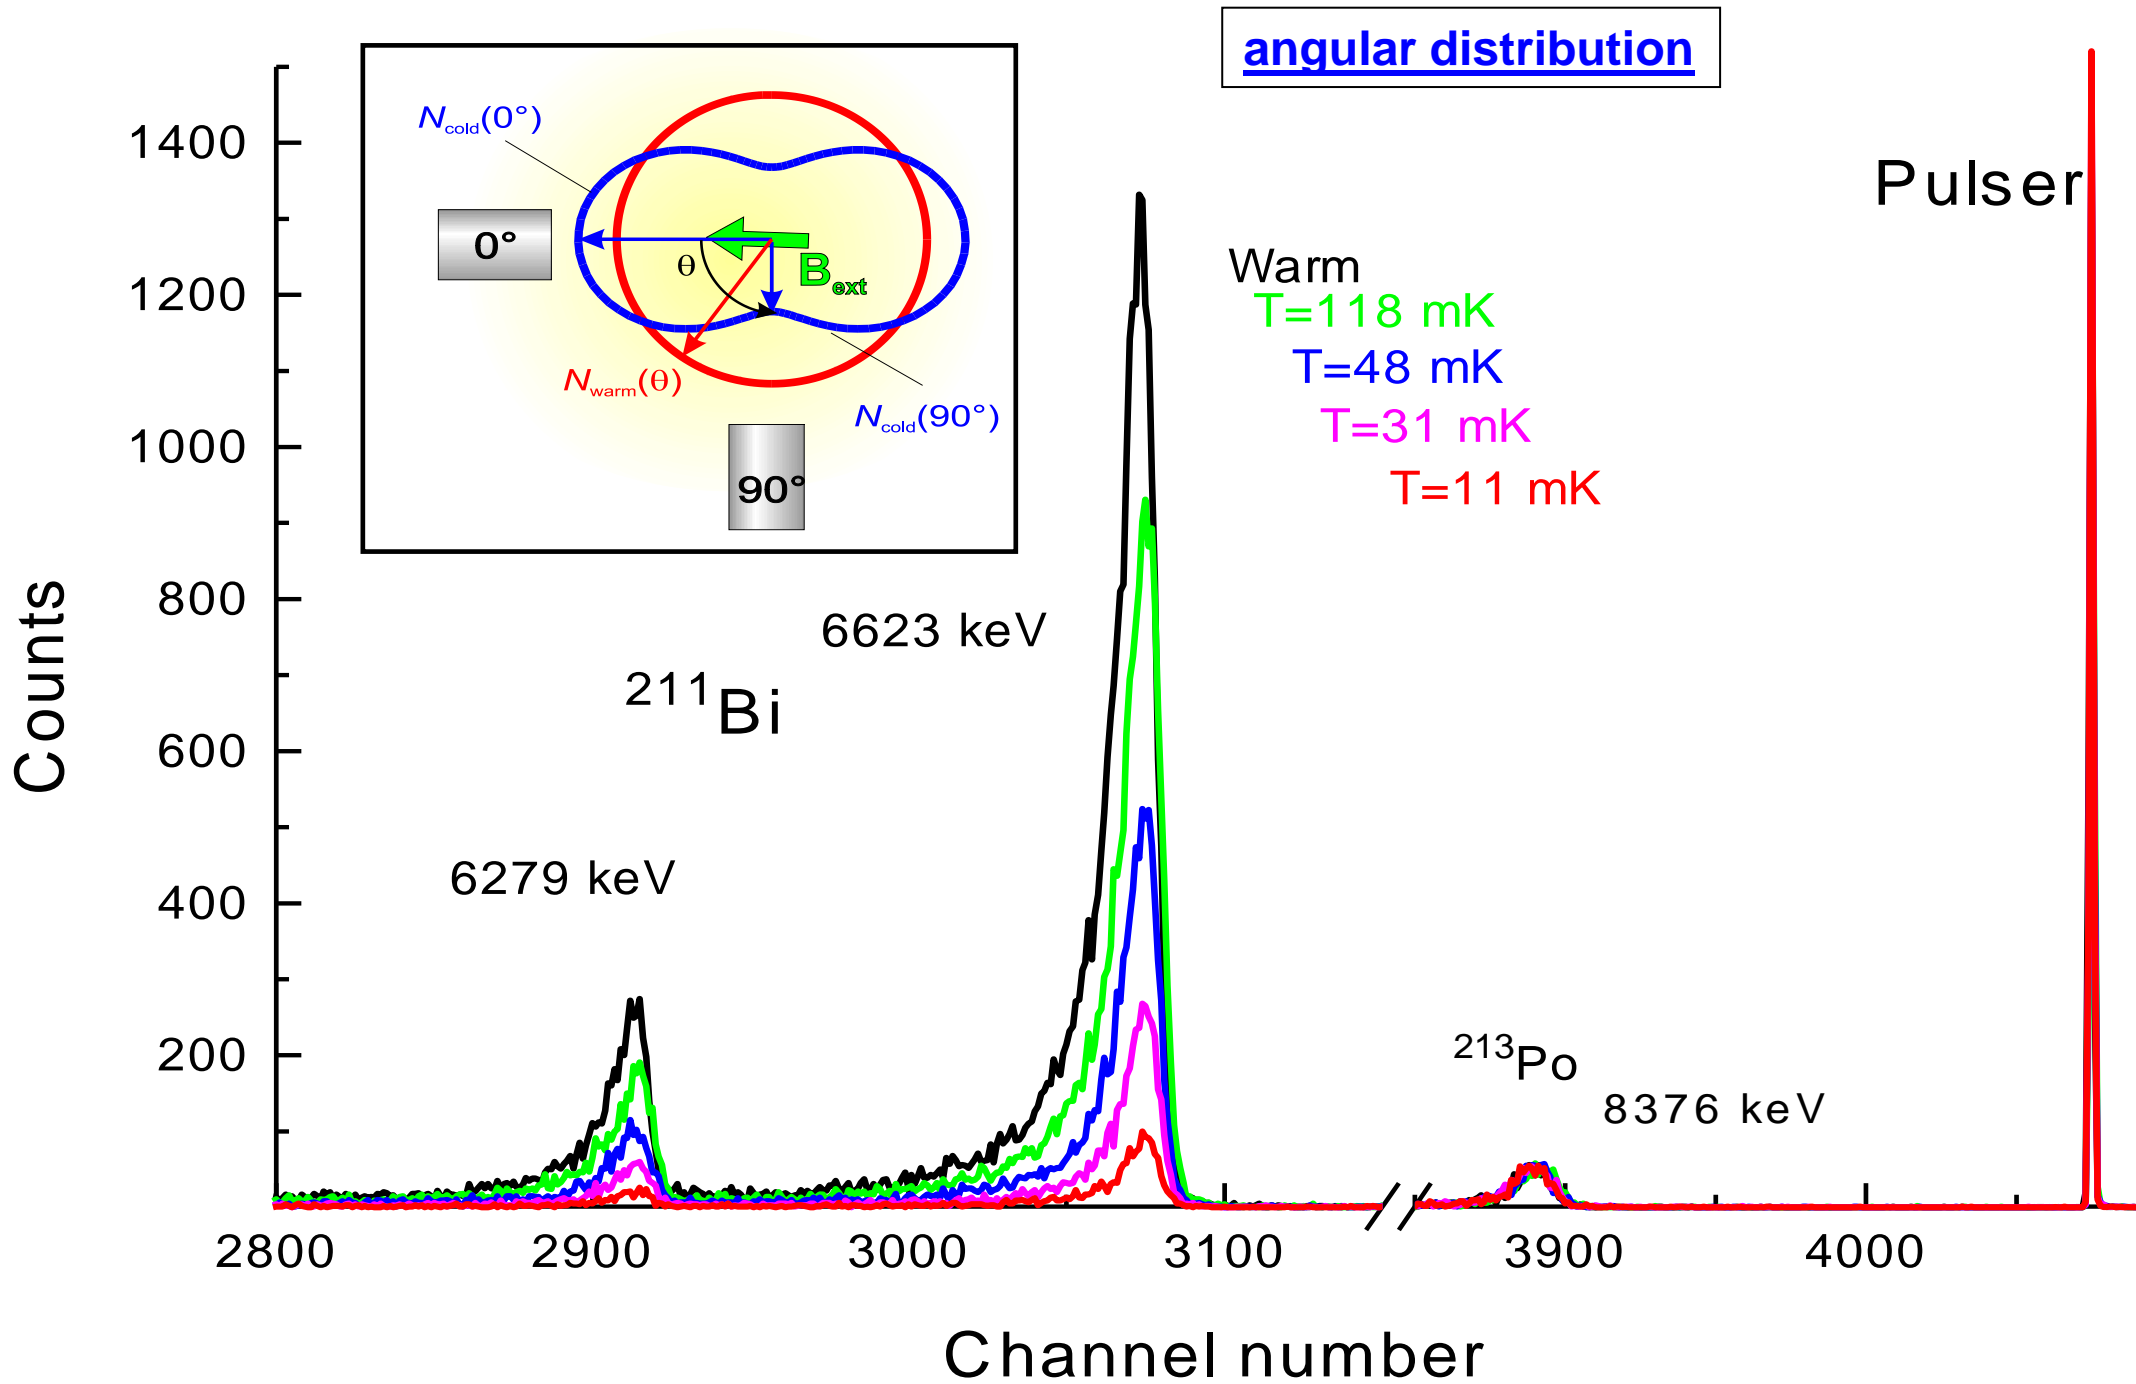 angular distribution
N_cold(0°)
0°
θ
B_ext
N_warm(θ)
N_cold(90°)
90°
Pulser
Warm
T=118 mK
T=48 mK
T=31 mK
T=11 mK
6623 keV
²¹¹Bi
6279 keV
²¹³Po
8376 keV
Counts
1400
1200
1000
800
600
400
200
2800 2900 3000 3100 3900 4000
Channel number